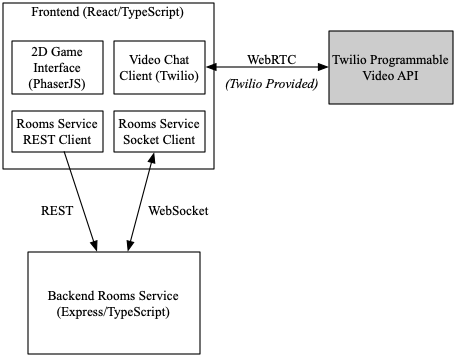 Frontend (React/TypeScript)
2D Game
Interface
(PhaserJS)
Video Chat
Client (Twilio)
WebRTC
(Twilio Provided)
Twilio Programmable
Video API
Rooms Service
REST Client
Rooms Service
Socket Client
REST
WebSocket
Backend Rooms Service
(Express/TypeScript)